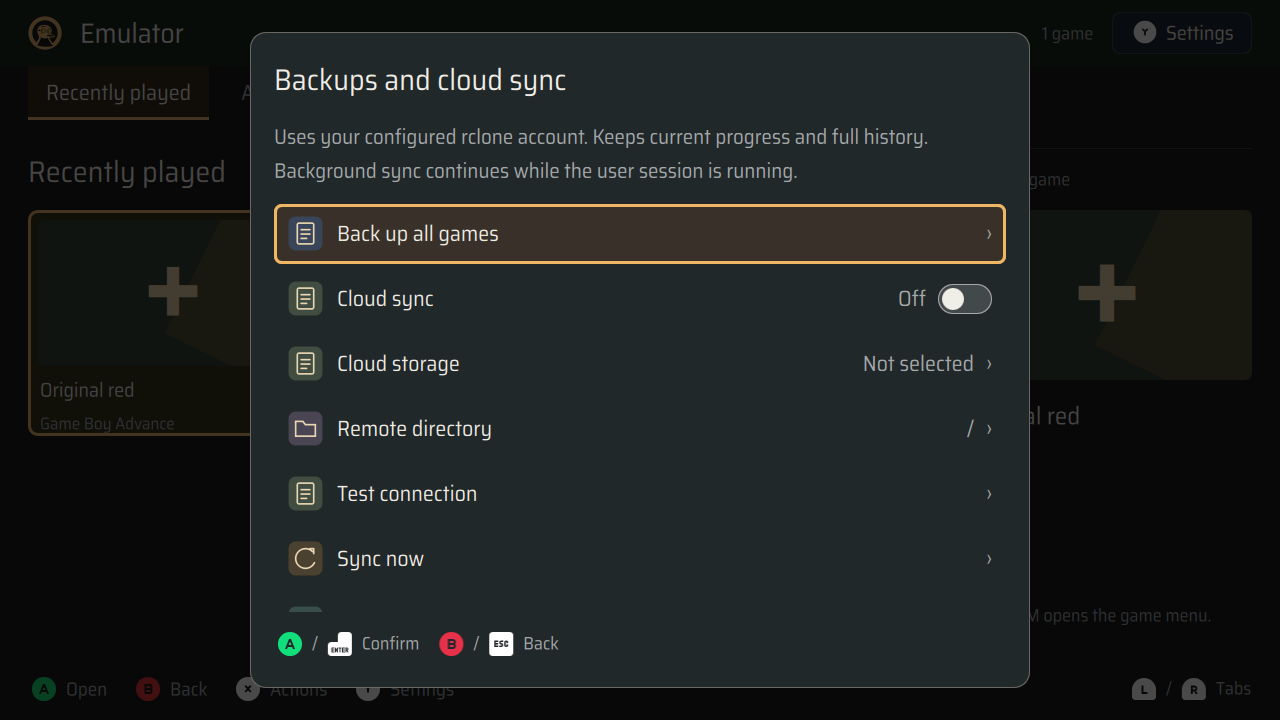 Emulator
1 game
Y
Settings
Recently played
A
Recently played
game
Original red
Game Boy Advance
al red
M opens the game menu.
Backups and cloud sync
Uses your configured rclone account. Keeps current progress and full history.
Background sync continues while the user session is running.
Back up all games
Cloud sync
Off
Cloud storage
Not selected
Remote directory
/
Test connection
Sync now
A / ENTER Confirm B / ESC Back
A Open B Back X Actions Y Settings
L / R Tabs